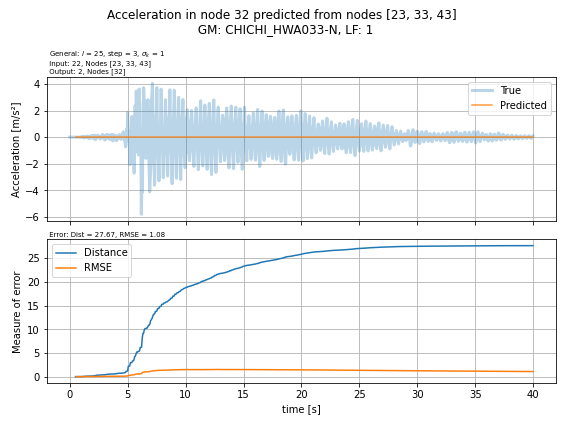 Acceleration in node 32 predicted from nodes [23, 33, 43]
GM: CHICHI_HWA033-N, LF: 1
General: l = 25, step = 3, σₑ = 1
Input: 22, Nodes [23, 33, 43]
Output: 2, Nodes [32]
4
2
0
−2
−4
−6
Acceleration [m/s²]
True
Predicted
Error: Dist = 27.67, RMSE = 1.08
25
20
15
10
5
0
Measure of error
Distance
RMSE
0 5 10 15 20 25 30 35 40
time [s]